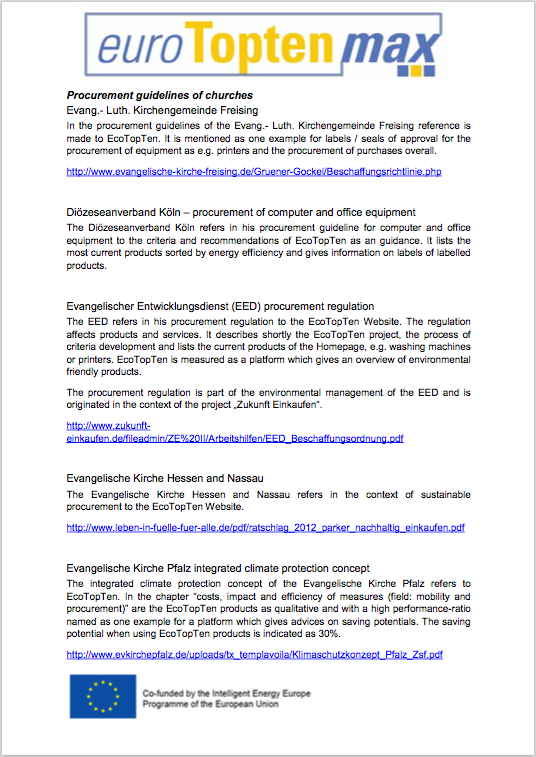 euro Topten max
Procurement guidelines of churches
Evang.- Luth. Kirchengemeinde Freising
In the procurement guidelines of the Evang.- Luth. Kirchengemeinde Freising reference is
made to EcoTopTen. It is mentioned as one example for labels / seals of approval for the
procurement of equipment as e.g. printers and the procurement of purchases overall.
http://www.evangelische-kirche-freising.de/Gruener-Gockel/Beschaffungsrichtlinie.php
Diözeseanverband Köln – procurement of computer and office equipment
The Diözeseanverband Köln refers in his procurement guideline for computer and office
equipment to the criteria and recommendations of EcoTopTen as an guidance. It lists the
most current products sorted by energy efficiency and gives information on labels of labelled
products.
Evangelischer Entwicklungsdienst (EED) procurement regulation
The EED refers in his procurement regulation to the EcoTopTen Website. The regulation
affects products and services. It describes shortly the EcoTopTen project, the process of
criteria development and lists the current products of the Homepage, e.g. washing machines
or printers. EcoTopTen is measured as a platform which gives an overview of environmental
friendly products.
The procurement regulation is part of the environmental management of the EED and is
originated in the context of the project „Zukunft Einkaufen“.
http://www.zukunft-
einkaufen.de/fileadmin/ZE%20II/Arbeitshilfen/EED_Beschaffungsordnung.pdf
Evangelische Kirche Hessen and Nassau
The Evangelische Kirche Hessen and Nassau refers in the context of sustainable
procurement to the EcoTopTen Website.
http://www.leben-in-fuelle-fuer-alle.de/pdf/ratschlag_2012_parker_nachhaltig_einkaufen.pdf
Evangelische Kirche Pfalz integrated climate protection concept
The integrated climate protection concept of the Evangelische Kirche Pfalz refers to
EcoTopTen. In the chapter "costs, impact and efficiency of measures (field: mobility and
procurement)" are the EcoTopTen products as qualitative and with a high performance-ratio
named as one example for a platform which gives advices on saving potentials. The saving
potential when using EcoTopTen products is indicated as 30%.
http://www.evkirchepfalz.de/uploads/tx_templavoila/Klimaschutzkonzept_Pfalz_Zsf.pdf
Co-funded by the Intelligent Energy Europe
Programme of the European Union